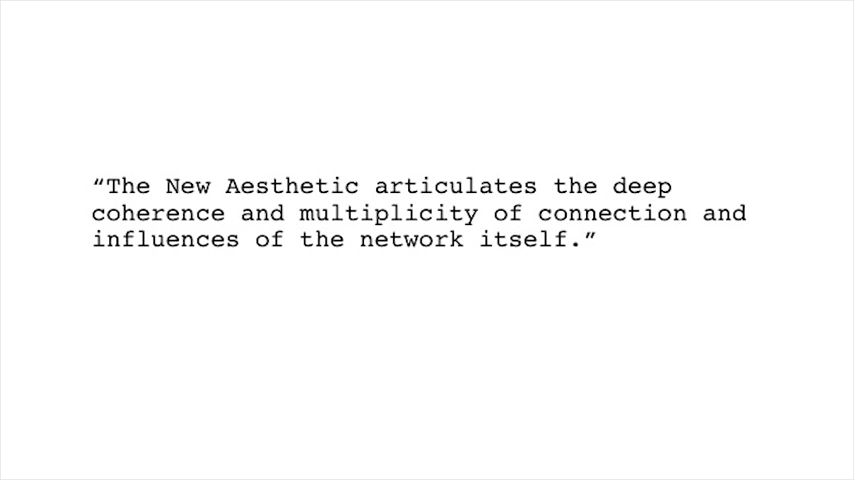 “The New Aesthetic articulates the deep
coherence and multiplicity of connection and
influences of the network itself.”